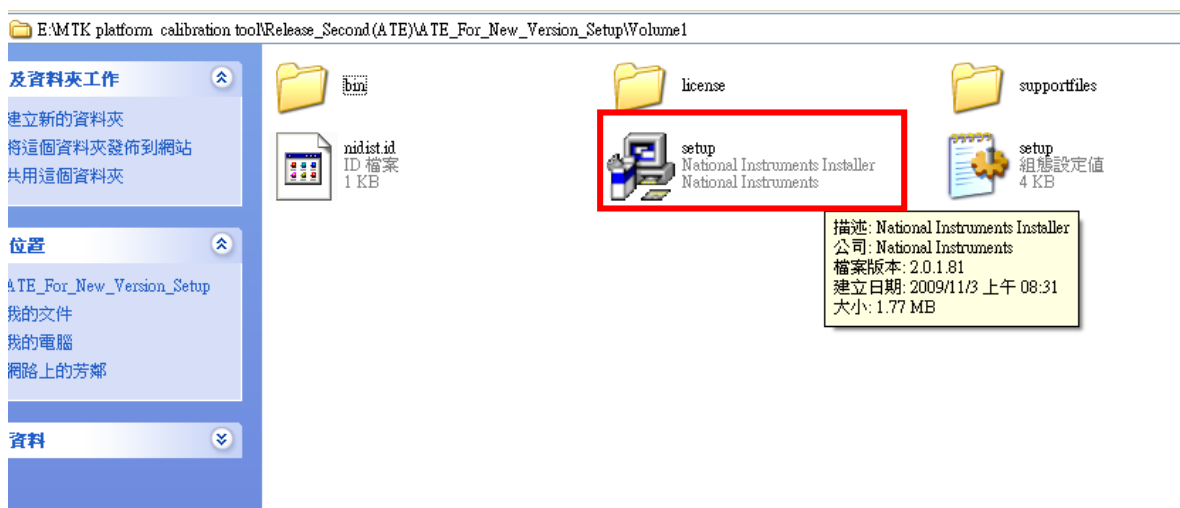 E:\MTK platform calibration tool\Release_Second(ATE)\ATE_For_New_Version_Setup\Volume1
及資料夾工作
建立新的資料夾
將這個資料夾發佈到網站
共用這個資料夾
位置
ATE_For_New_Version_Setup
我的文件
我的電腦
網路上的芳鄰
資料
bin
license
supportfiles
nidist.id
ID 檔案
1 KB
setup
National Instruments Installer
National Instruments
setup
組態設定值
4 KB
描述: National Instruments Installer
公司: National Instruments
檔案版本: 2.0.1.81
建立日期: 2009/11/3 上午 08:31
大小: 1.77 MB